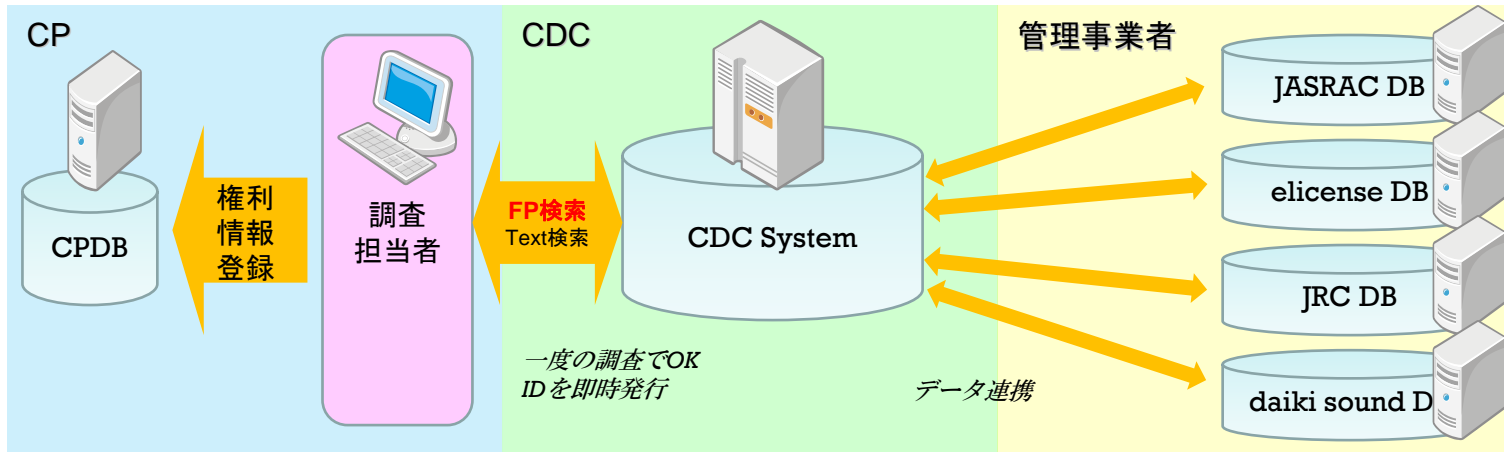 CP
CPDB
権利
情報
登録
調査
担当者
CDC
FP検索
Text検索
CDC System
一度の調査でOK
IDを即時発行
データ連携
管理事業者
JASRAC DB
elicense DB
JRC DB
daiki sound D